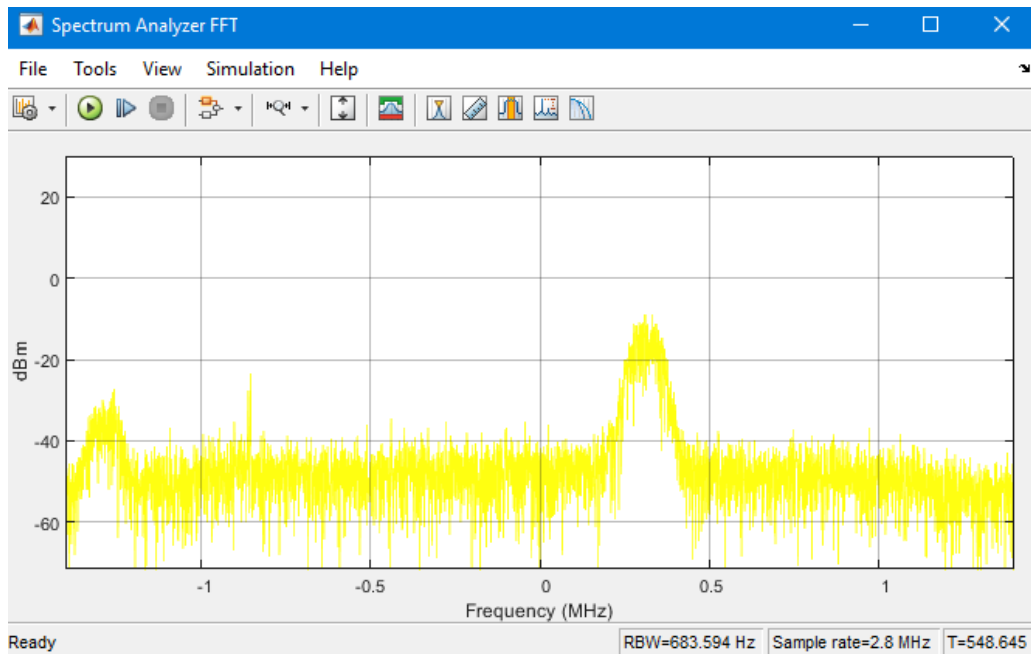 Spectrum Analyzer FFT
File Tools View Simulation Help
20
0
-20
-40
-60
dBm
-1 -0.5 0 0.5 1
Frequency (MHz)
Ready RBW=683.594 Hz Sample rate=2.8 MHz T=548.645